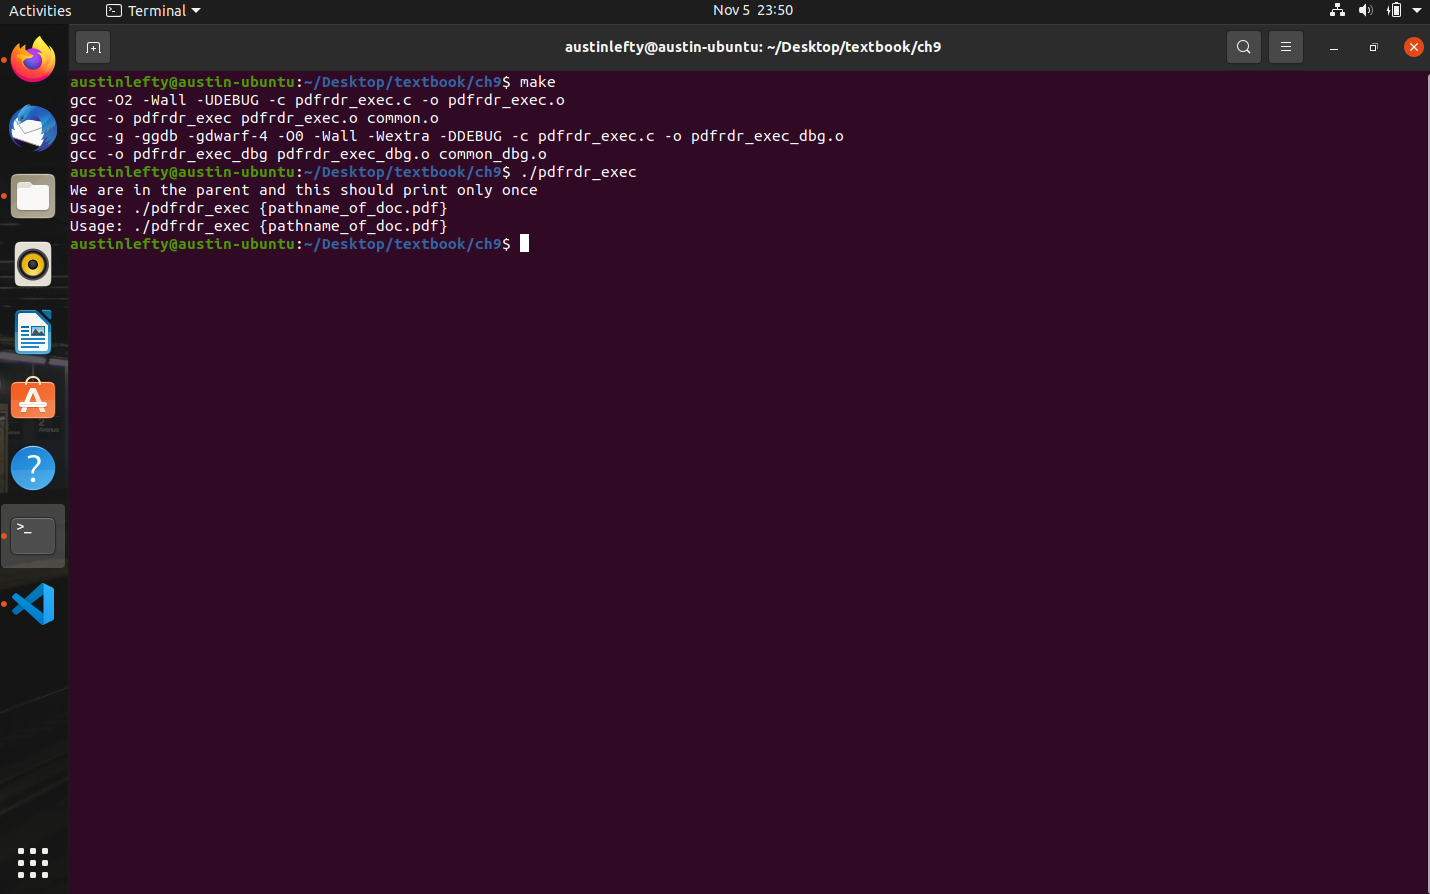 Activities Terminal Nov 5 23:50
austinlefty@austin-ubuntu: ~/Desktop/textbook/ch9
austinlefty@austin-ubuntu:~/Desktop/textbook/ch9$ make
gcc -O2 -Wall -UDEBUG -c pdfrdr_exec.c -o pdfrdr_exec.o
gcc -o pdfrdr_exec pdfrdr_exec.o common.o
gcc -g -ggdb -gdwarf-4 -O0 -Wall -Wextra -DDEBUG -c pdfrdr_exec.c -o pdfrdr_exec_dbg.o
gcc -o pdfrdr_exec_dbg pdfrdr_exec_dbg.o common_dbg.o
austinlefty@austin-ubuntu:~/Desktop/textbook/ch9$ ./pdfrdr_exec
We are in the parent and this should print only once
Usage: ./pdfrdr_exec {pathname_of_doc.pdf}
Usage: ./pdfrdr_exec {pathname_of_doc.pdf}
austinlefty@austin-ubuntu:~/Desktop/textbook/ch9$